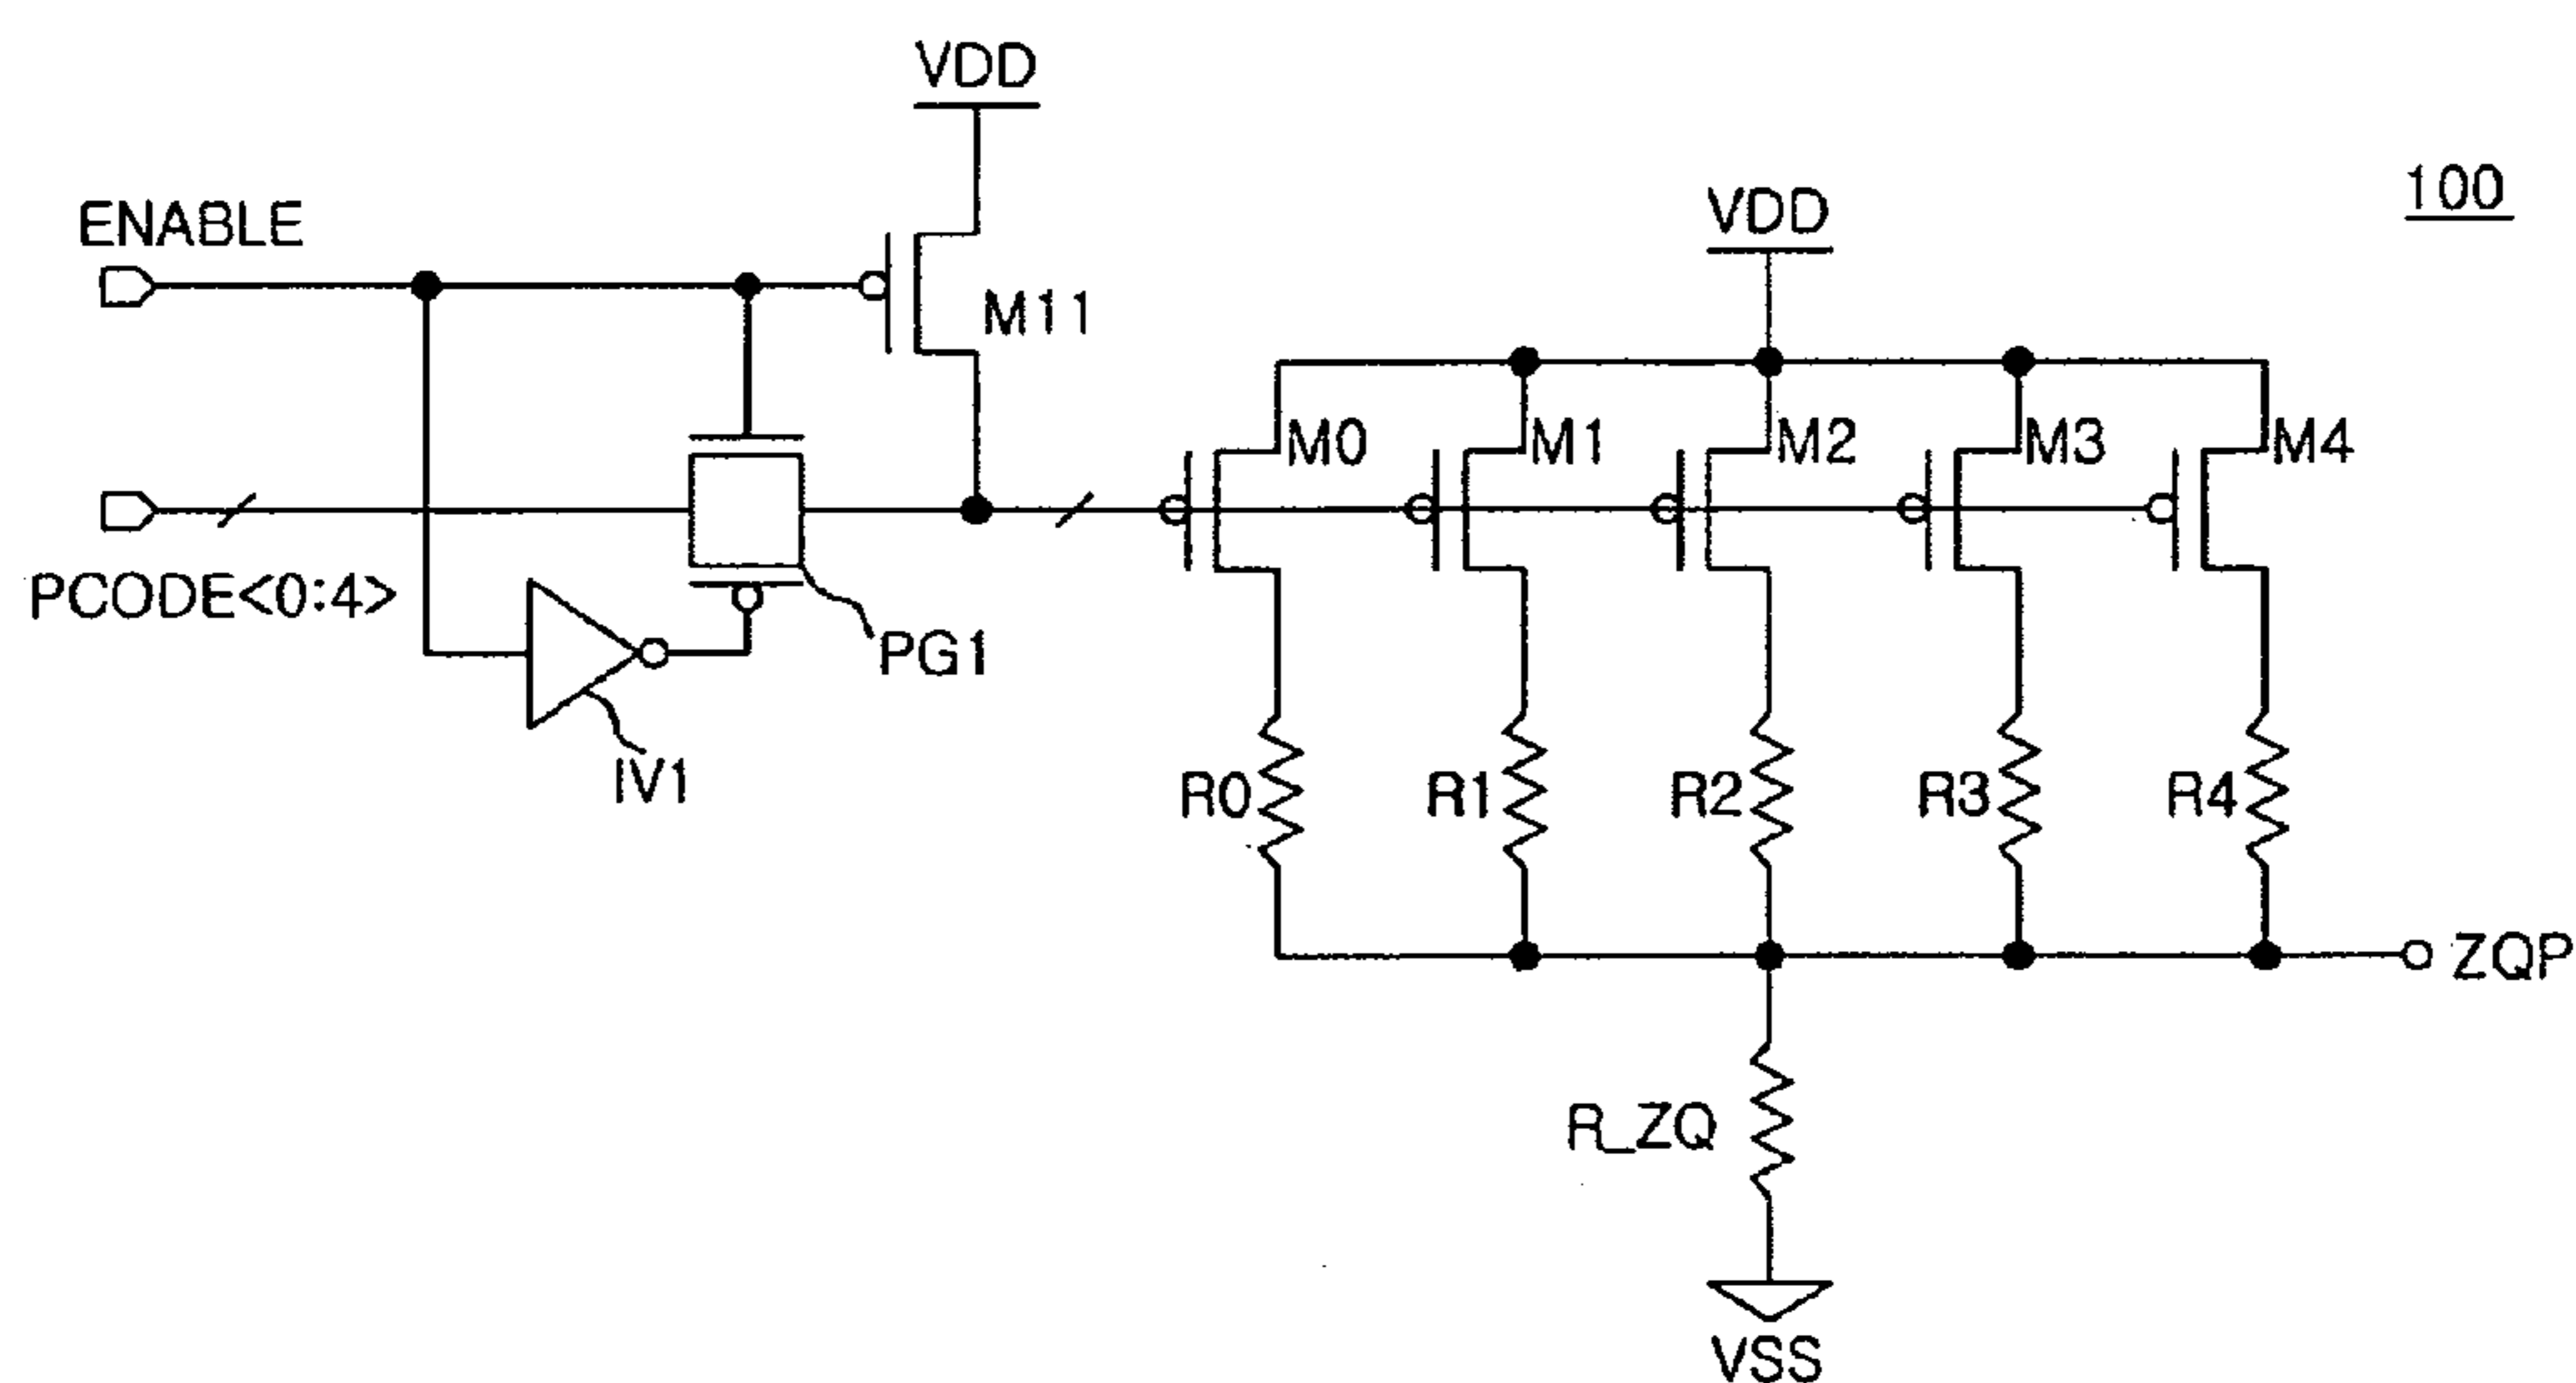 VDD
100
VDD
ENABLE
M11
M0
M1
M2
M3
M4
PCODE<0:4>
PG1
IV1
R0
R1
R2
R3
R4
ZQP
R_ZQ
VSS